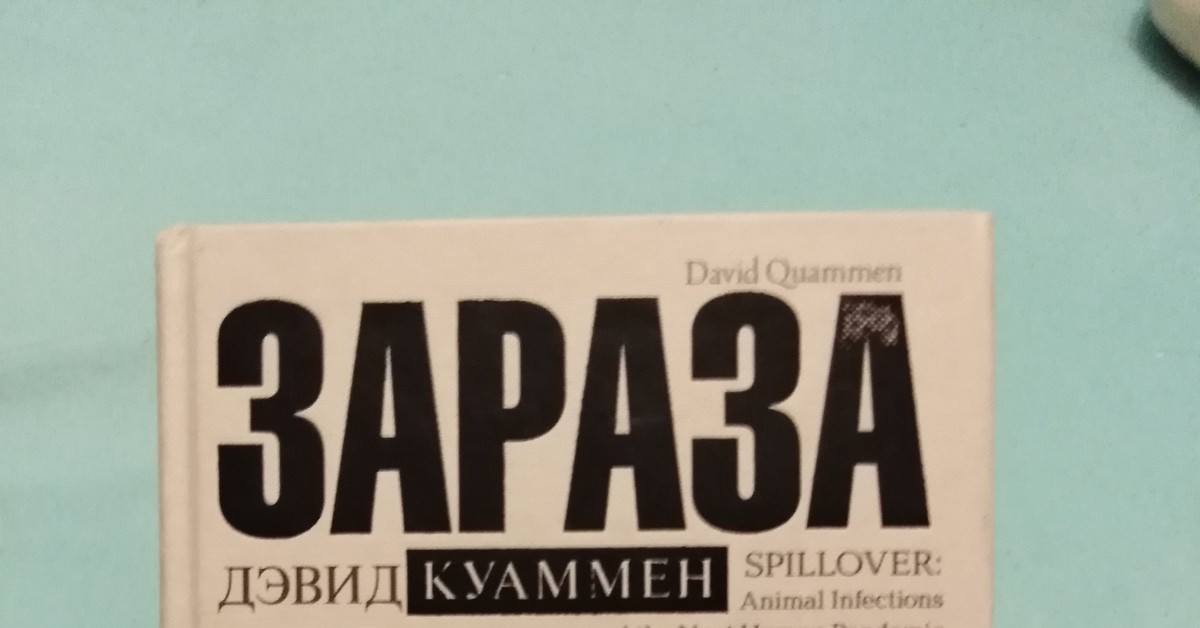 David Quammen
ЗАРАЗА
ДЭВИД КУАММЕН
SPILLOVER:
Animal Infections